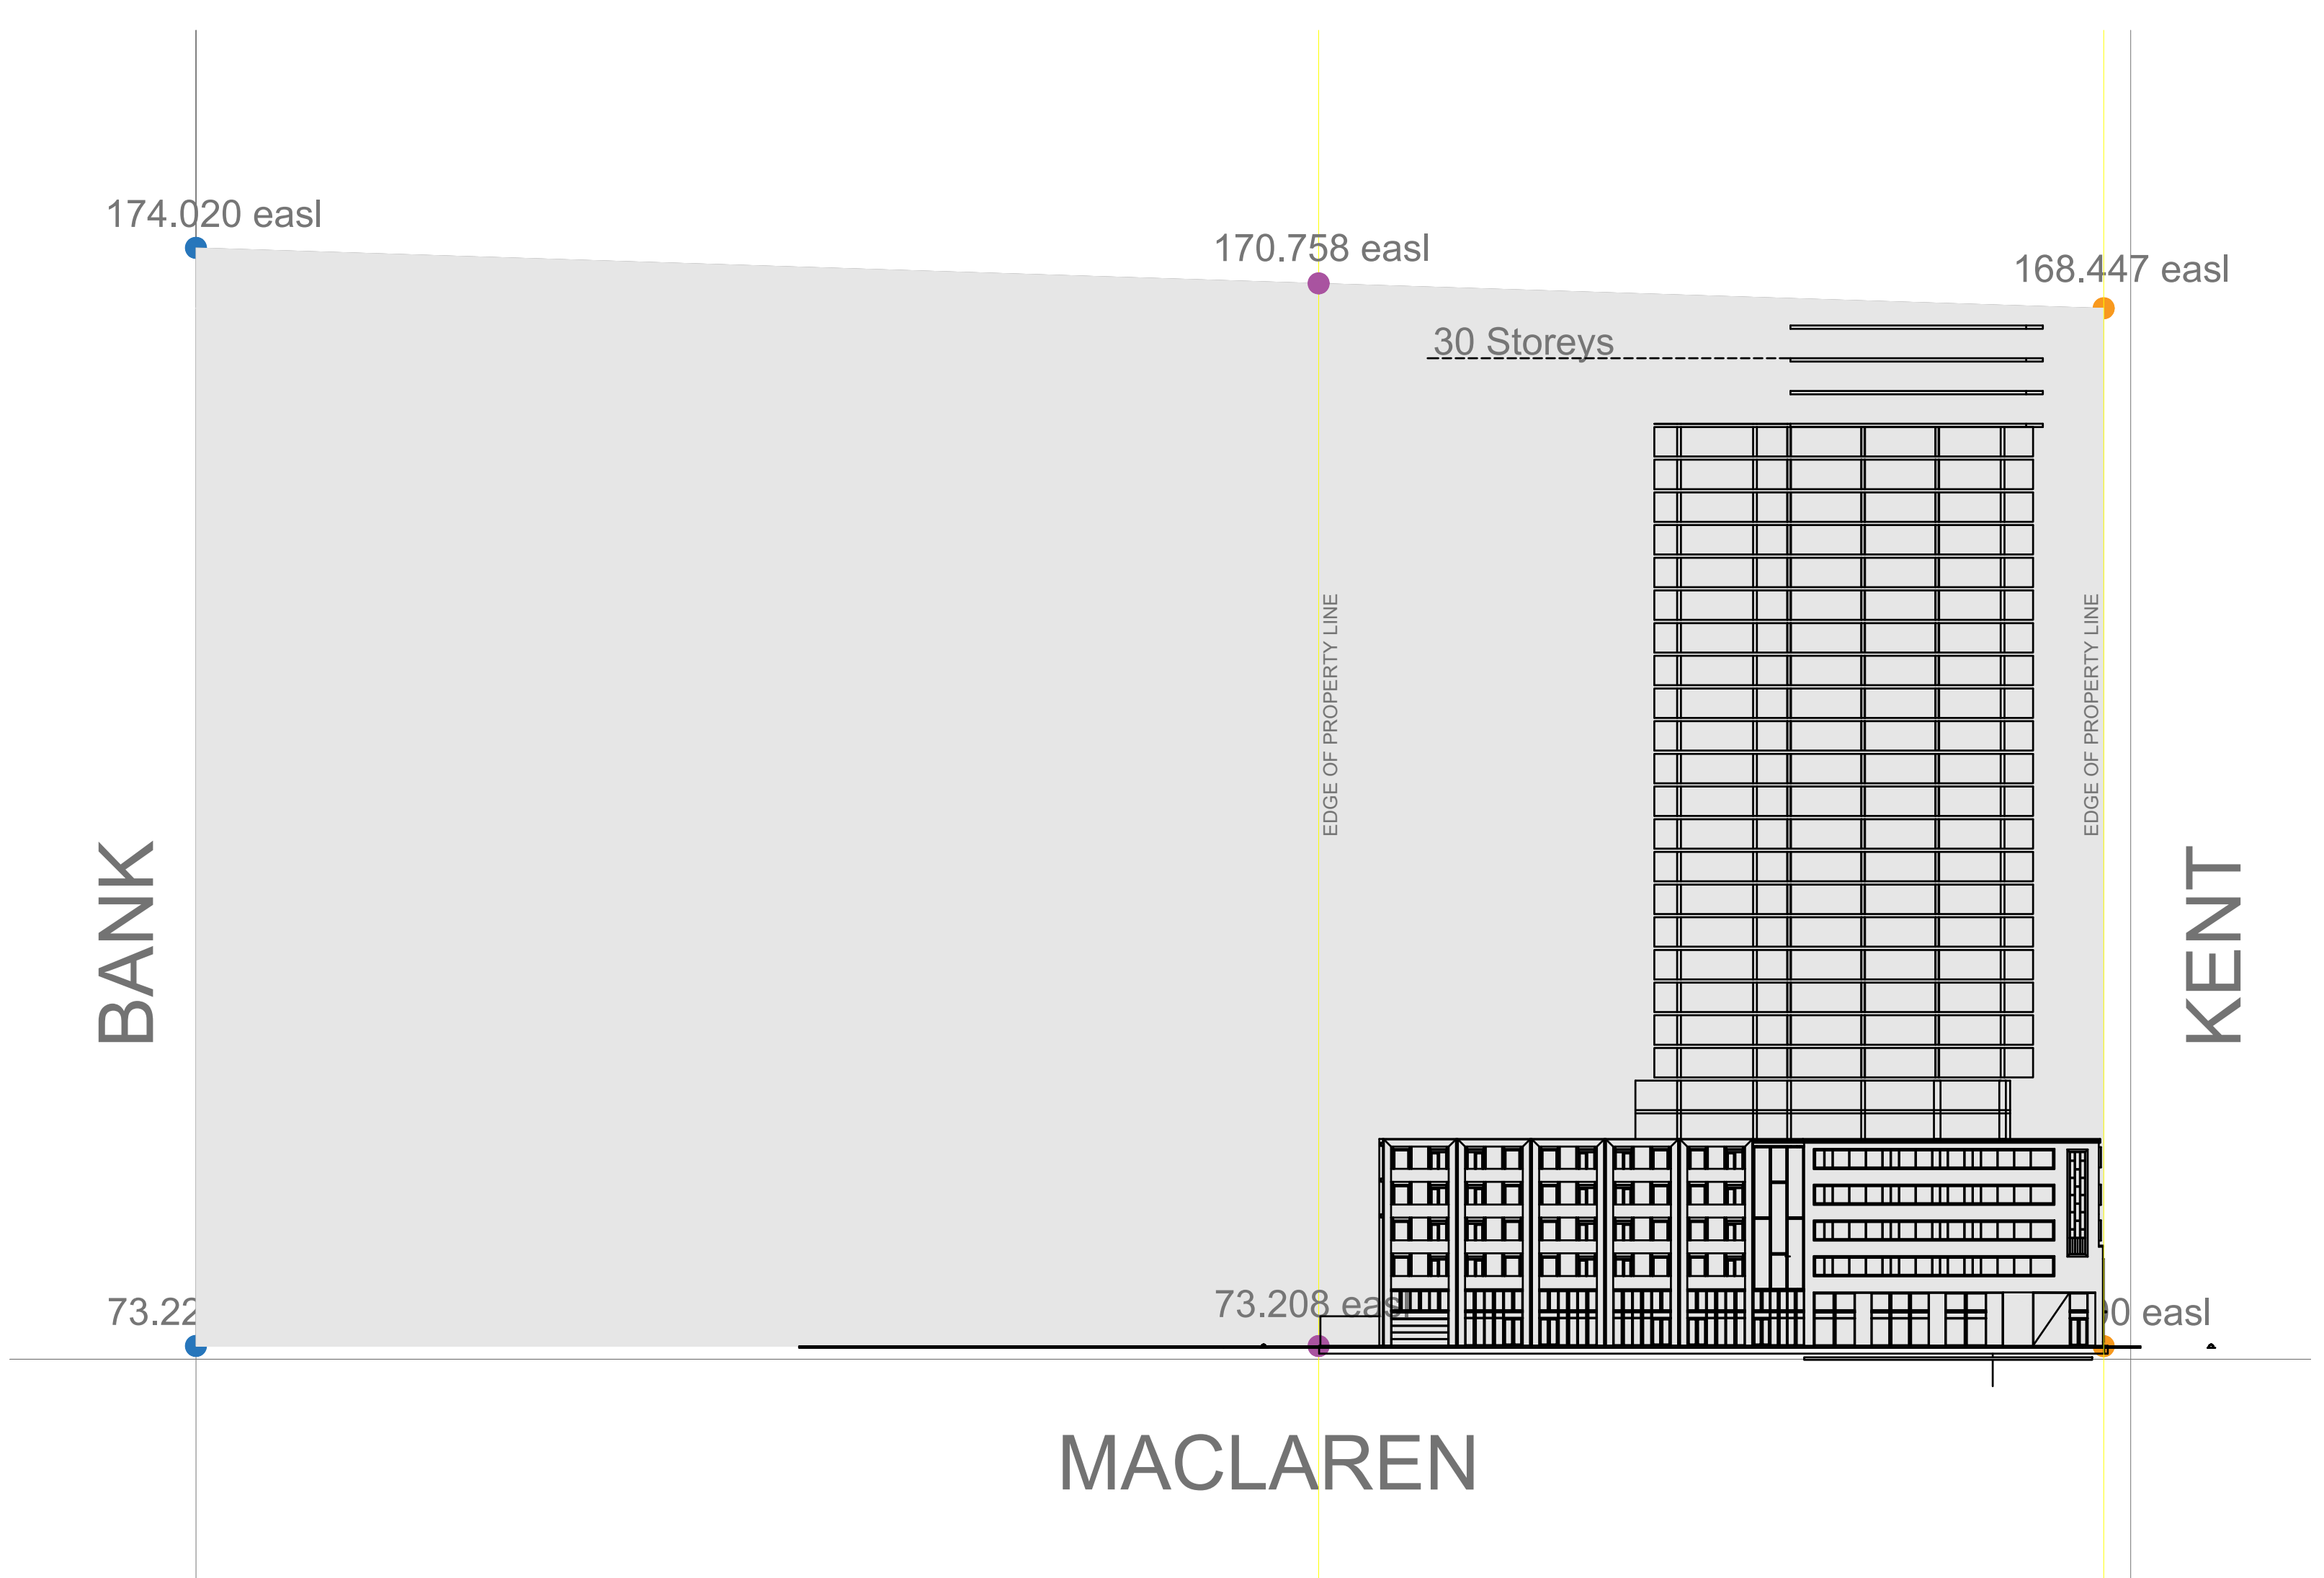 174.020 easl
170.758 easl
168.447 easl
30 Storeys
EDGE OF PROPERTY LINE
EDGE OF PROPERTY LINE
BANK
KENT
73.22
73.208 easl
0 easl
MACLAREN